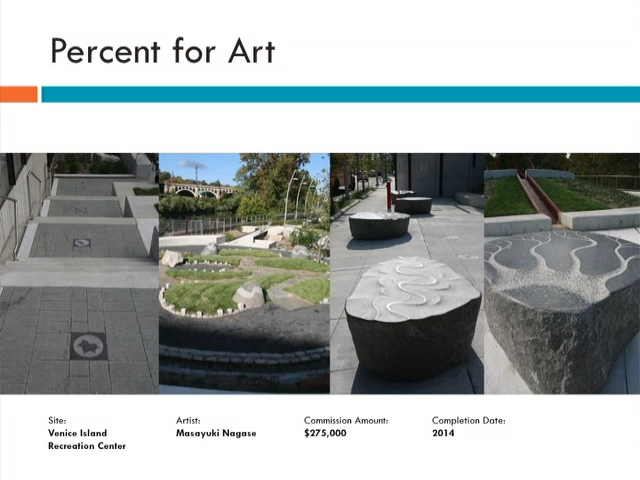 Percent for Art
Site:
Venice Island
Recreation Center
Artist:
Masayuki Nagase
Commission Amount:
$275,000
Completion Date:
2014